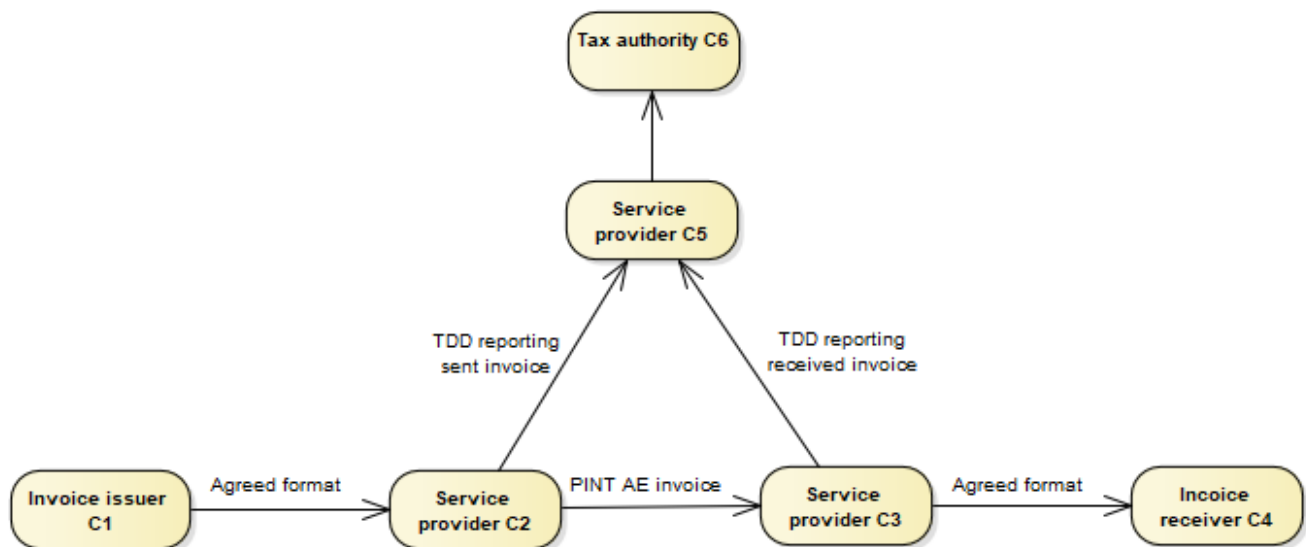 Tax authority C6
Service
provider C5
TDD reporting
sent invoice
TDD reporting
received invoice
Invoice issuer
C1
Agreed format
Service
provider C2
PINT AE invoice
Service
provider C3
Agreed format
Incoice
receiver C4